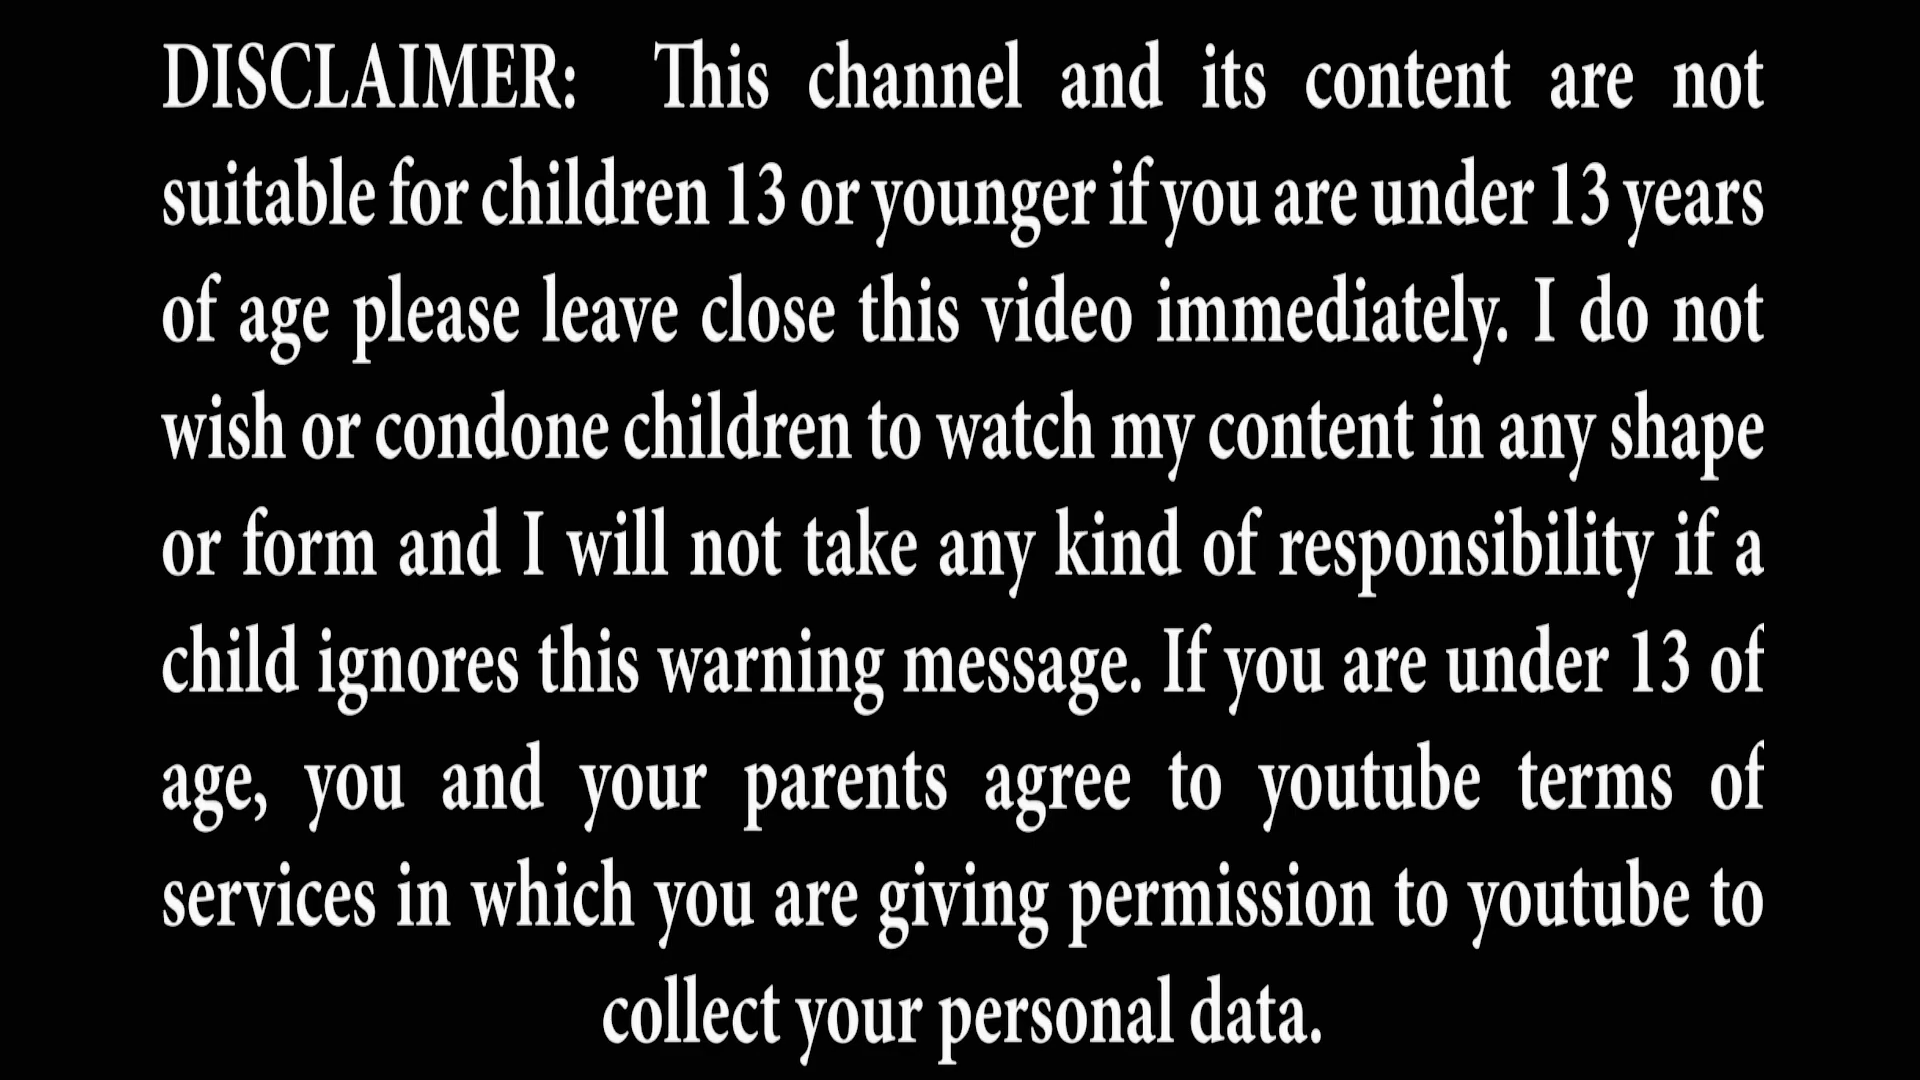 DISCLAIMER: This channel and its content are not
suitable for children 13 or younger if you are under 13 years
of age please leave close this video immediately. I do not
wish or condone children to watch my content in any shape
or form and I will not take any kind of responsibility if a
child ignores this warning message. If you are under 13 of
age, you and your parents agree to youtube terms of
services in which you are giving permission to youtube to
collect your personal data.